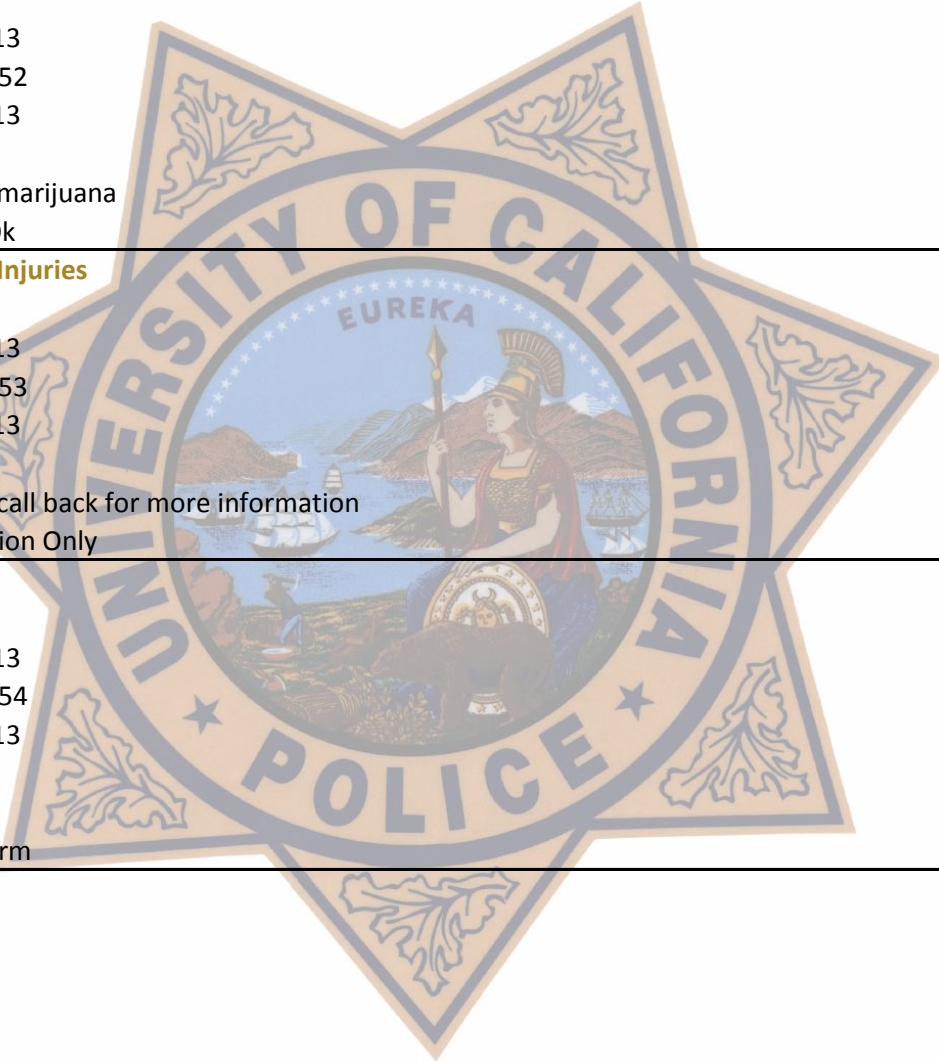 13
52
13
marijuana
Ok
Injuries
13
53
13
call back for more information
ion Only
13
54
13
rm
UNIVERSITY OF CALIFORNIA
EUREKA
POLICE